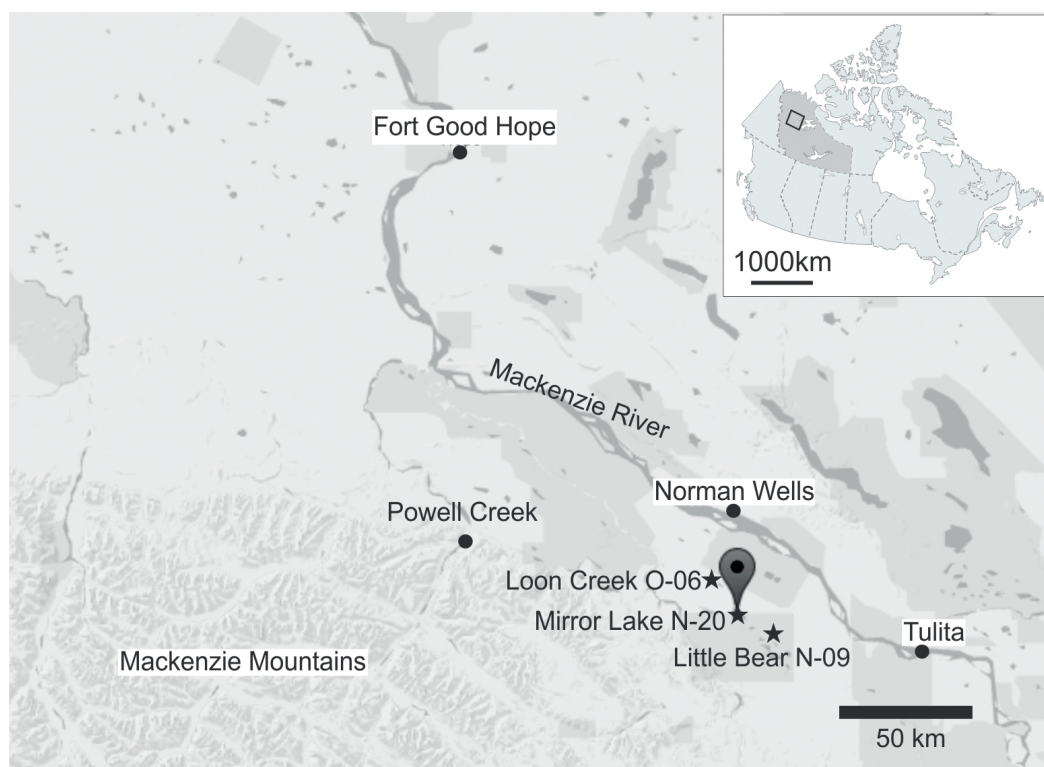 Fort Good Hope
1000km
Mackenzie River
Norman Wells
Powell Creek
Loon Creek O-06
Mirror Lake N-20
Little Bear N-09
Tulita
Mackenzie Mountains
50 km